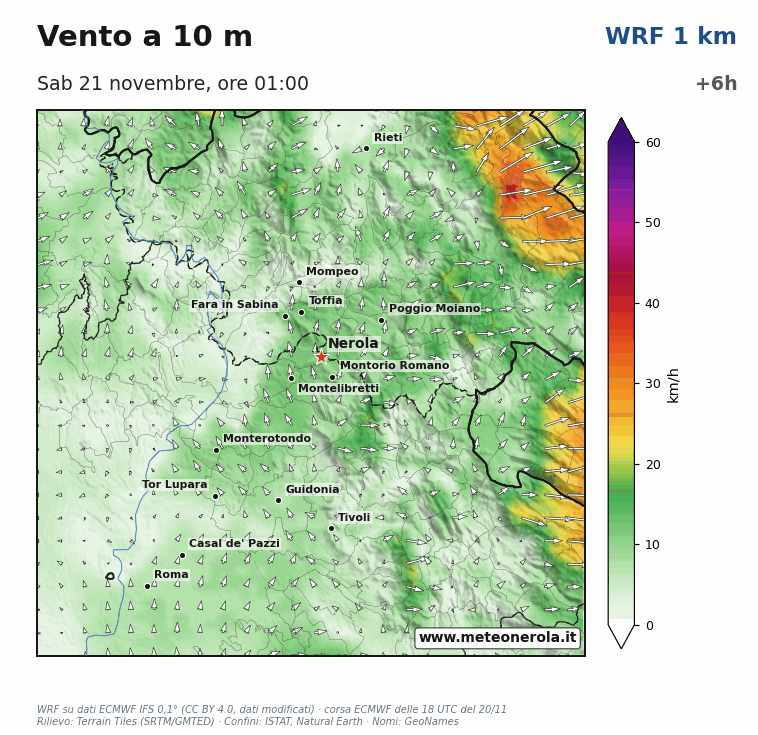 Vento a 10 m
WRF 1 km
Sab 21 novembre, ore 01:00
+6h
Rieti
Mompeo
Fara in Sabina
Toffia
Poggio Moiano
Nerola
Montorio Romano
Montelibretti
Monterotondo
Tor Lupara
Guidonia
Tivoli
Casal de' Pazzi
Roma
www.meteonerola.it
60
50
40
30
20
10
0
km/h
WRF su dati ECMWF IFS 0,1° (CC BY 4.0, dati modificati) · corsa ECMWF delle 18 UTC del 20/11
Rilievo: Terrain Tiles (SRTM/GMTED) · Confini: ISTAT, Natural Earth · Nomi: GeoNames